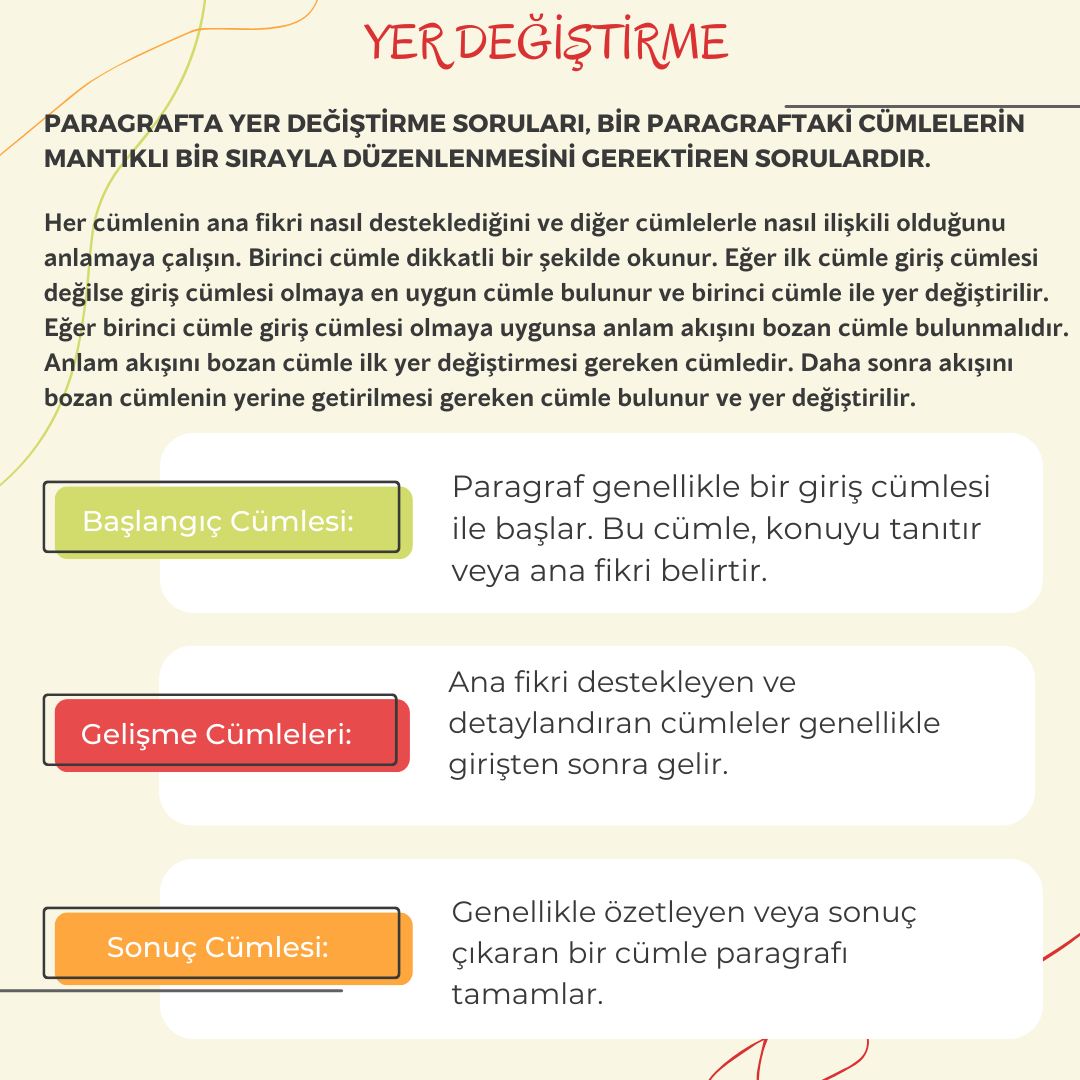 YER DEĞİŞTİRME
PARAGRAFTA YER DEĞİŞTİRME SORULARI, BİR PARAGRAFTAKİ CÜMLELERİN
MANTIKLI BİR SIRAYLA DÜZENLENMESİNİ GEREKTİREN SORULARDIR.
Her cümlenin ana fikri nasıl desteklediğini ve diğer cümlelerle nasıl ilişkili olduğunu
anlamaya çalışın. Birinci cümle dikkatli bir şekilde okunur. Eğer ilk cümle giriş cümlesi
değilse giriş cümlesi olmaya en uygun cümle bulunur ve birinci cümle ile yer değiştirilir.
Eğer birinci cümle giriş cümlesi olmaya uygunsa anlam akışını bozan cümle bulunmalıdır.
Anlam akışını bozan cümle ilk yer değiştirmesi gereken cümledir. Daha sonra akışını
bozan cümlenin yerine getirilmesi gereken cümle bulunur ve yer değiştirilir.
Başlangıç Cümlesi:
Paragraf genellikle bir giriş cümlesi
ile başlar. Bu cümle, konuyu tanıtır
veya ana fikri belirtir.
Gelişme Cümleleri:
Ana fikri destekleyen ve
detaylandıran cümleler genellikle
girişten sonra gelir.
Sonuç Cümlesi:
Genellikle özetleyen veya sonuç
çıkaran bir cümle paragrafı
tamamlar.